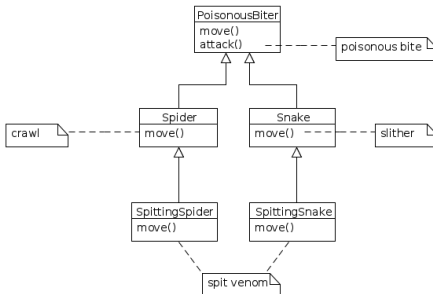 PoisonousBiter
move()
attack()
poisonous bite
Spider
move()
crawl
Snake
move()
slither
SpittingSpider
move()
SpittingSnake
move()
spit venom